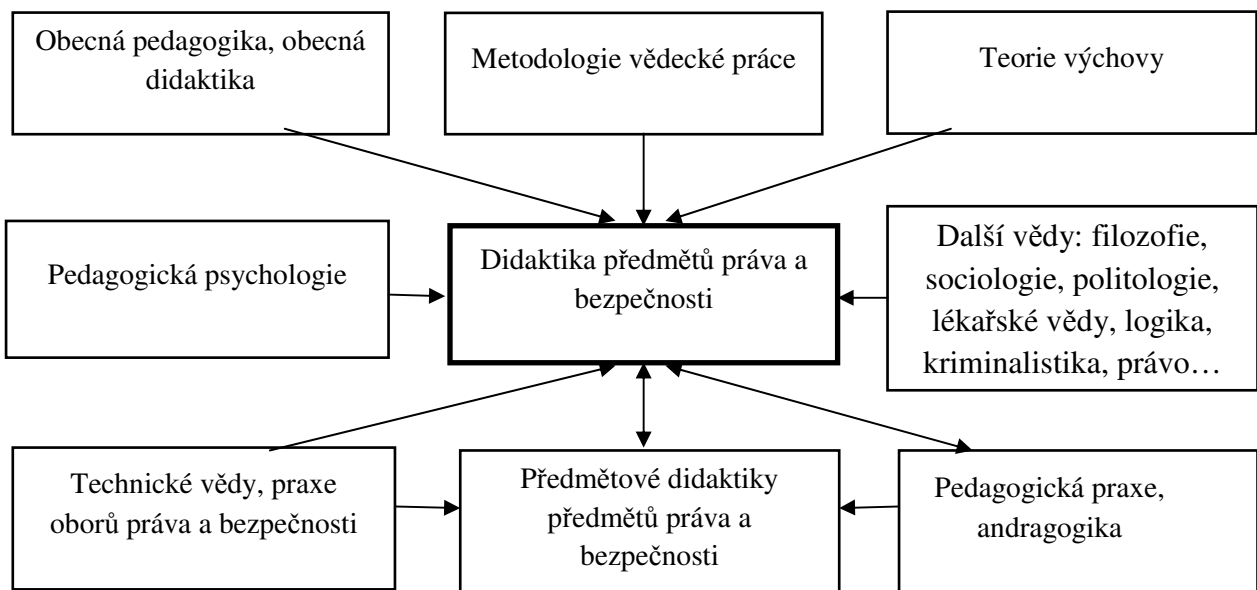 Obecná pedagogika, obecná
didaktika
Metodologie vědecké práce
Teorie výchovy
Pedagogická psychologie
Didaktika předmětů práva a
bezpečnosti
Další vědy: filozofie,
sociologie, politologie,
lékařské vědy, logika,
kriminalistika, právo…
Technické vědy, praxe
oborů práva a bezpečnosti
Předmětové didaktiky
předmětů práva a
bezpečnosti
Pedagogická praxe,
andragogika